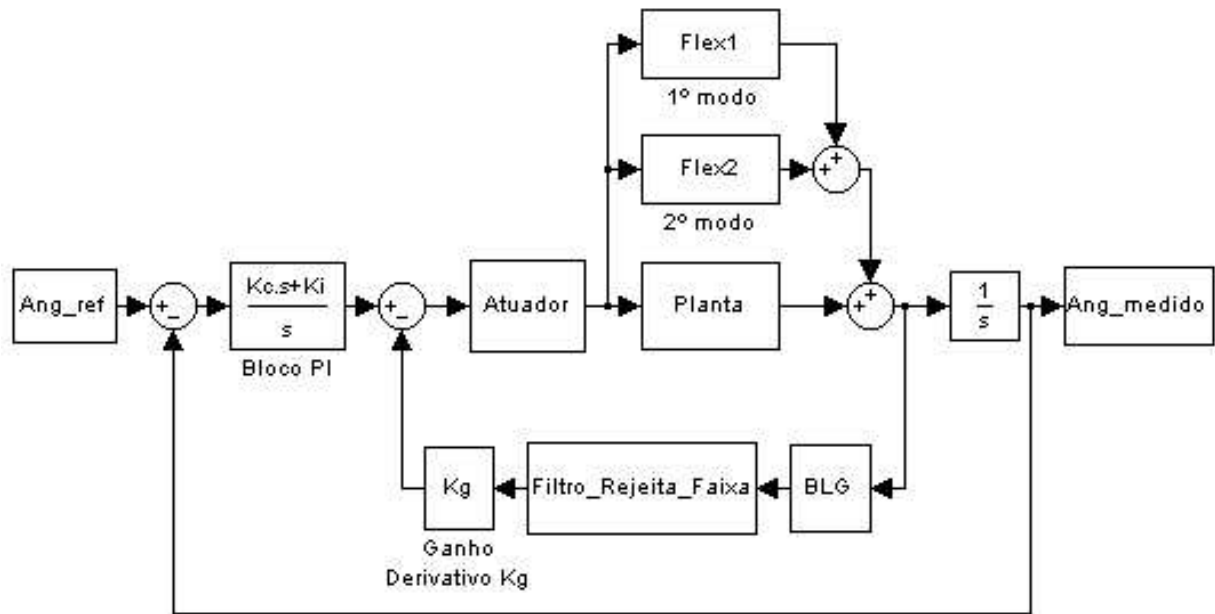 Flex1
1º modo
+
+
Flex2
2º modo
Ang_ref
+
−
Kc.s+Ki
s
Bloco PI
+
−
Atuador
Planta
+
+
1
s
Ang_medido
Kg
Ganho
Derivativo Kg
Filtro_Rejeita_Faixa
BLG